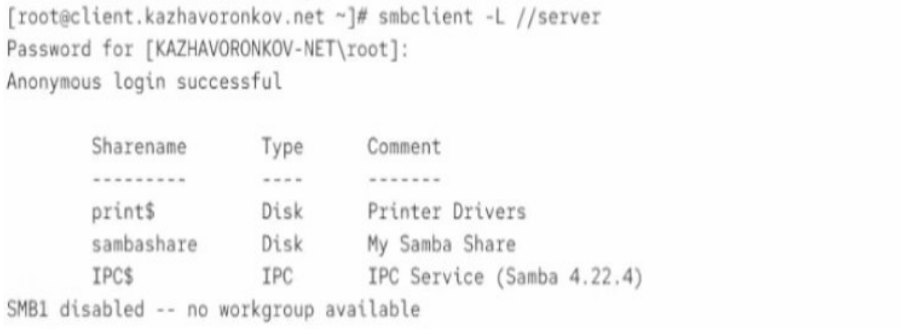 [root@client.kazhavoronkov.net ~]# smbclient -L //server
Password for [KAZHAVORONKOV-NET\root]:
Anonymous login successful
Sharename Type Comment
--------- ---- -------
print$ Disk Printer Drivers
sambashare Disk My Samba Share
IPC$ IPC IPC Service (Samba 4.22.4)
SMB1 disabled -- no workgroup available